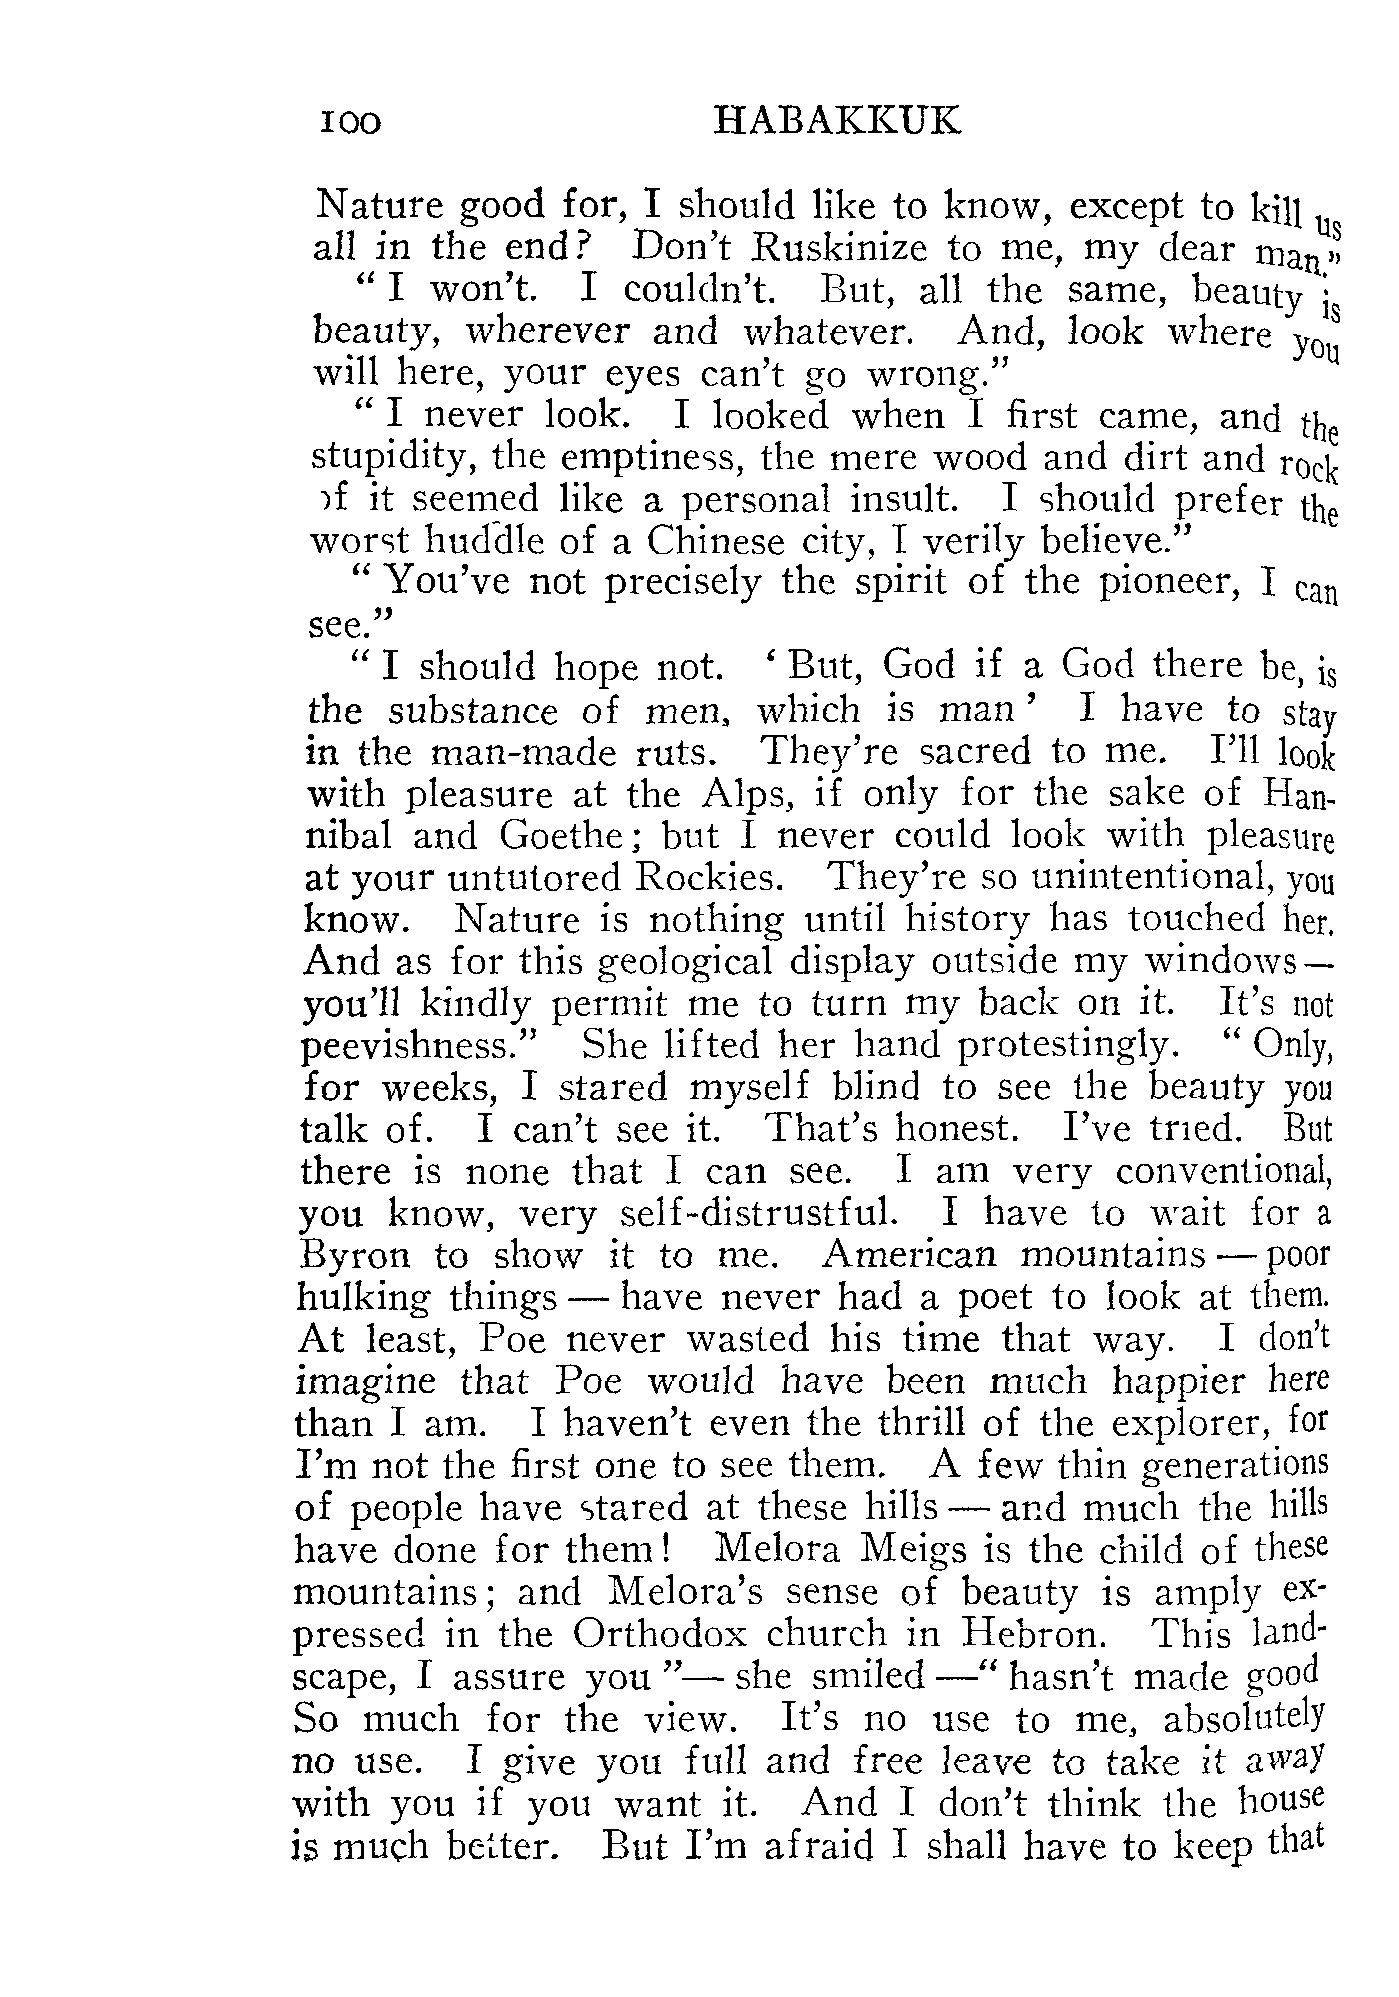 100 HABAKKUK
Nature good for, I should like to know, except to kill us
all in the end? Don't Ruskinize to me, my dear man."
"I won't. I couldn't. But, all the same, beauty is
beauty, wherever and whatever. And, look where you
will here, your eyes can't go wrong."
"I never look. I looked when I first came, and the
stupidity, the emptiness, the mere wood and dirt and rock
of it seemed like a personal insult. I should prefer the
worst huddle of a Chinese city, I verily believe."
"You've not precisely the spirit of the pioneer, I can
see."
"I should hope not. 'But, God if a God there be, is
the substance of men, which is man' I have to stay
in the man-made ruts. They're sacred to me. I'll look
with pleasure at the Alps, if only for the sake of Han-
nibal and Goethe; but I never could look with pleasure
at your untutored Rockies. They're so unintentional, you
know. Nature is nothing until history has touched her.
And as for this geological display outside my windows—
you'll kindly permit me to turn my back on it. It's not
peevishness." She lifted her hand protestingly. "Only,
for weeks, I stared myself blind to see the beauty you
talk of. I can't see it. That's honest. I've tried. But
there is none that I can see. I am very conventional,
you know, very self-distrustful. I have to wait for a
Byron to show it to me. American mountains — poor
hulking things — have never had a poet to look at them.
At least, Poe never wasted his time that way. I don't
imagine that Poe would have been much happier here
than I am. I haven't even the thrill of the explorer, for
I'm not the first one to see them. A few thin generations
of people have stared at these hills — and much the hills
have done for them! Melora Meigs is the child of these
mountains; and Melora's sense of beauty is amply ex-
pressed in the Orthodox church in Hebron. This land-
scape, I assure you"— she smiled —"hasn't made good
So much for the view. It's no use to me, absolutely
no use. I give you full and free leave to take it away
with you if you want it. And I don't think the house
is much better. But I'm afraid I shall have to keep that